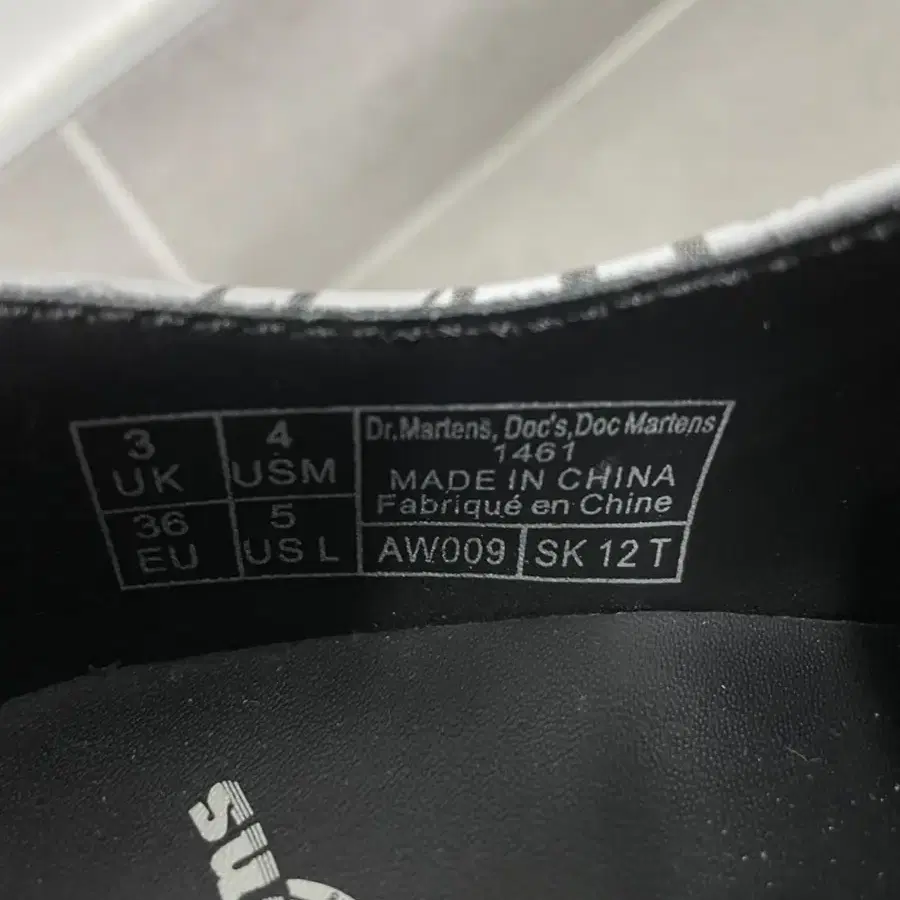 3
UK
4
USM
36
EU
5
US L
Dr.Martens, Doc's, Doc Martens
1461
MADE IN CHINA
Fabriqué en Chine
AW009
SK 12 T